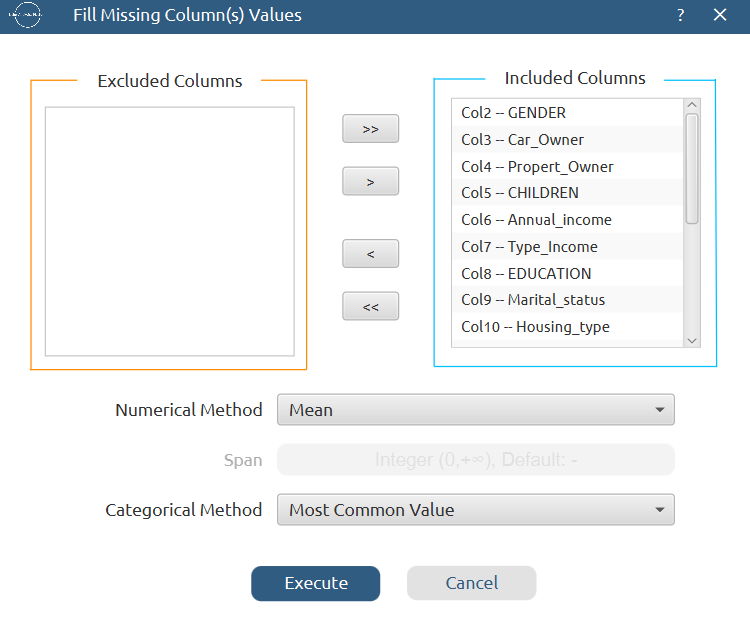 Fill Missing Column(s) Values
?
Excluded Columns
Included Columns
>>
>
<
<<
Col2 -- GENDER
Col3 -- Car_Owner
Col4 -- Propert_Owner
Col5 -- CHILDREN
Col6 -- Annual_income
Col7 -- Type_Income
Col8 -- EDUCATION
Col9 -- Marital_status
Col10 -- Housing_type
Numerical Method Mean
Span Integer (0,+∞), Default: -
Categorical Method Most Common Value
Execute Cancel